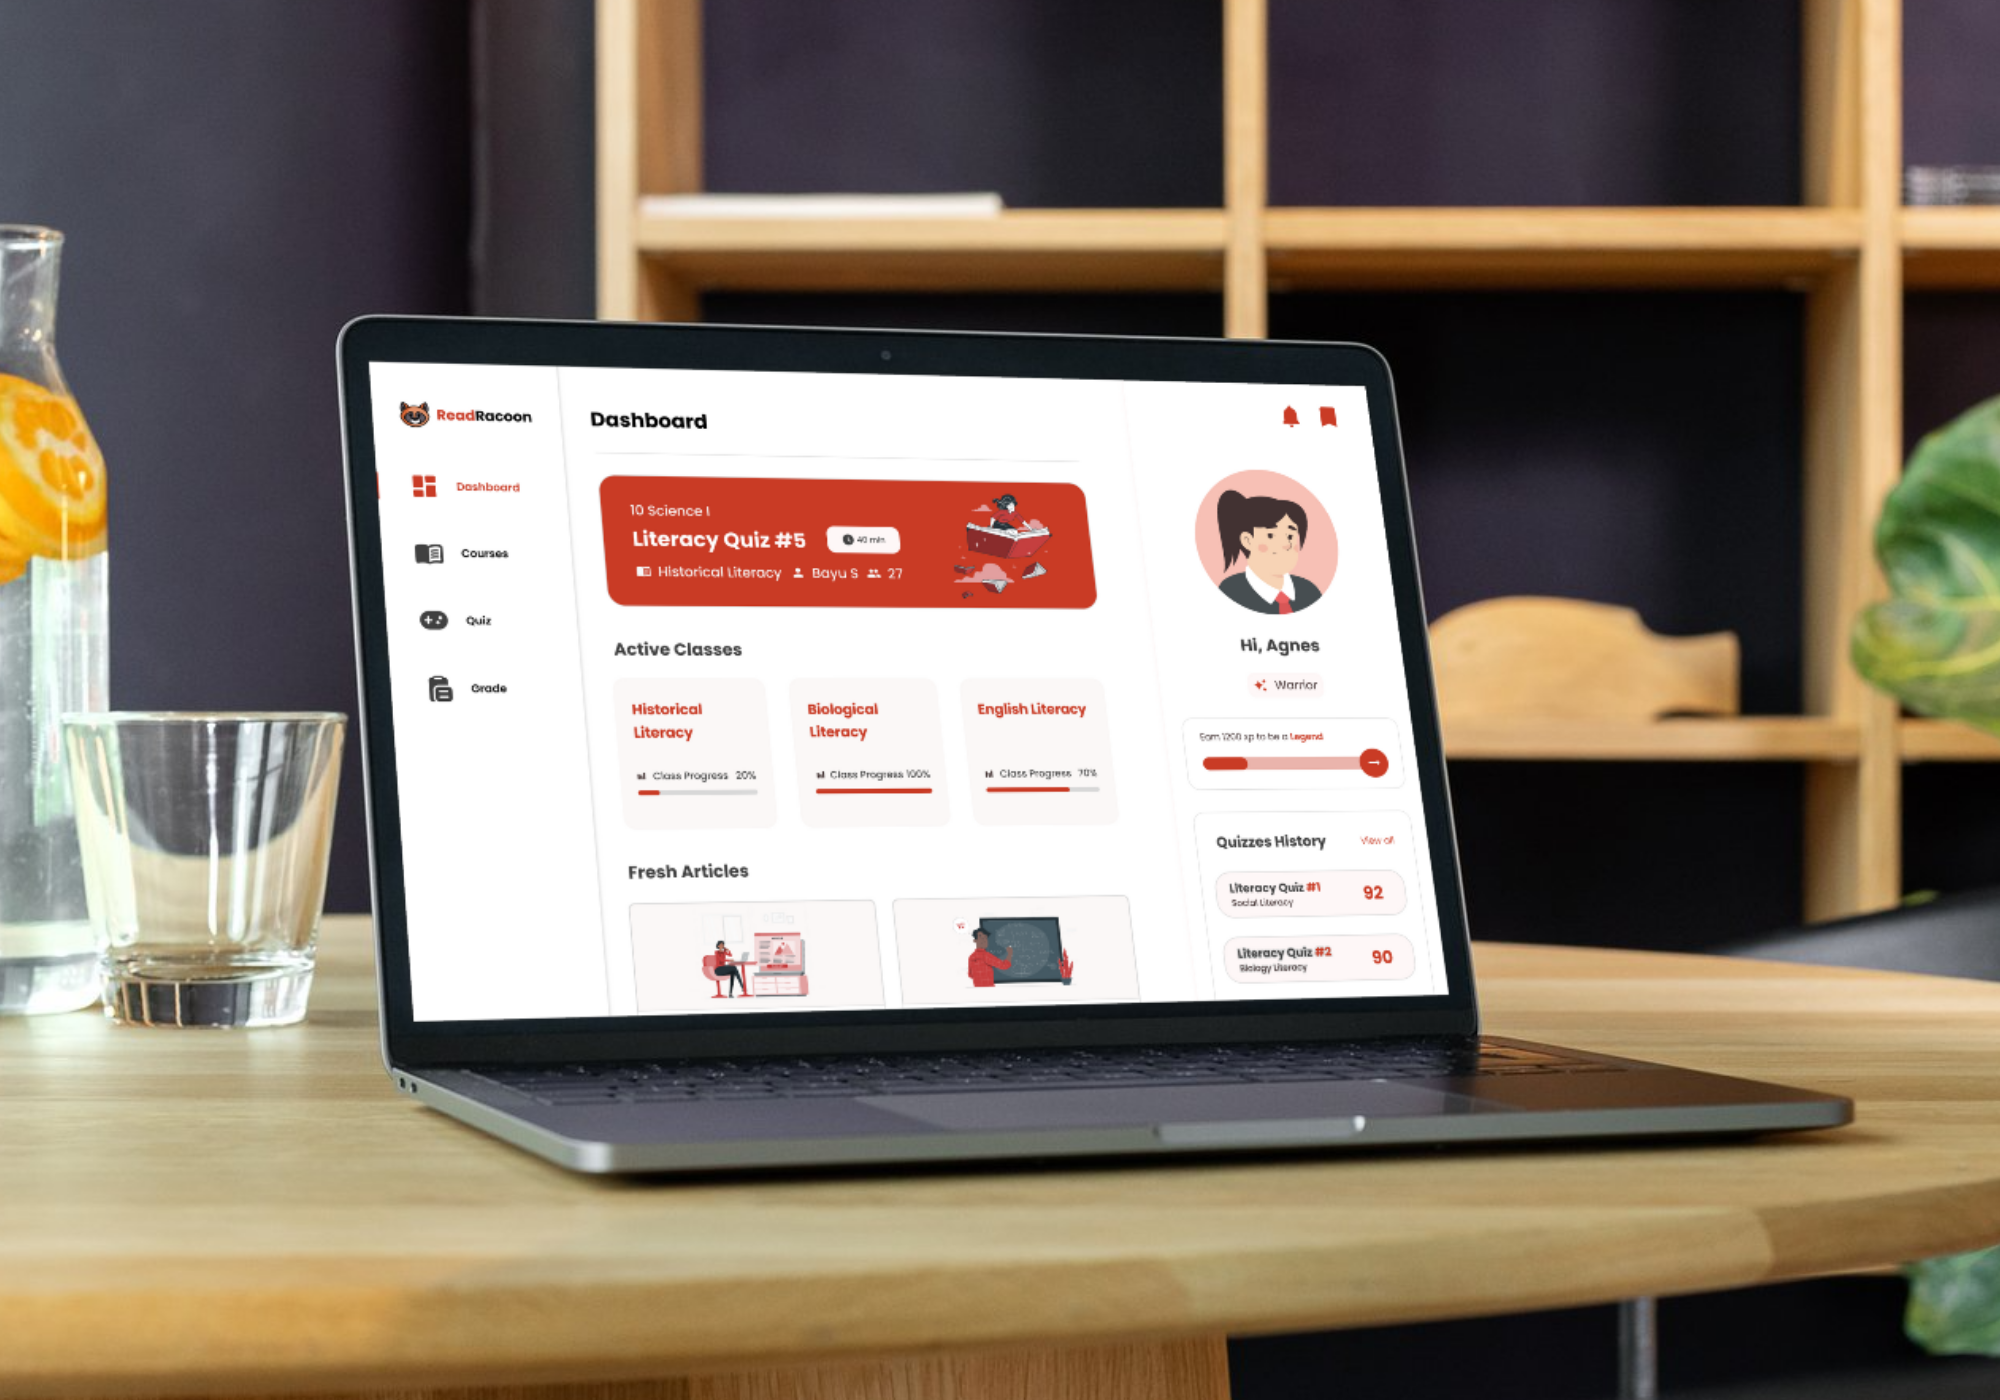 ReadRacoon
Dashboard
Courses
Quiz
Grade
Dashboard
10 Science I
Literacy Quiz #5
40 min
Historical Literacy
Bayu S
27
Active Classes
Historical
Literacy
Class Progress 20%
Biological
Literacy
Class Progress 100%
English Literacy
Class Progress 70%
Fresh Articles
Hi, Agnes
Warrior
Earn 1200 xp to be a Legend
Quizzes History
View all
Literacy Quiz #1
Social Literacy
92
Literacy Quiz #2
Biology Literacy
90